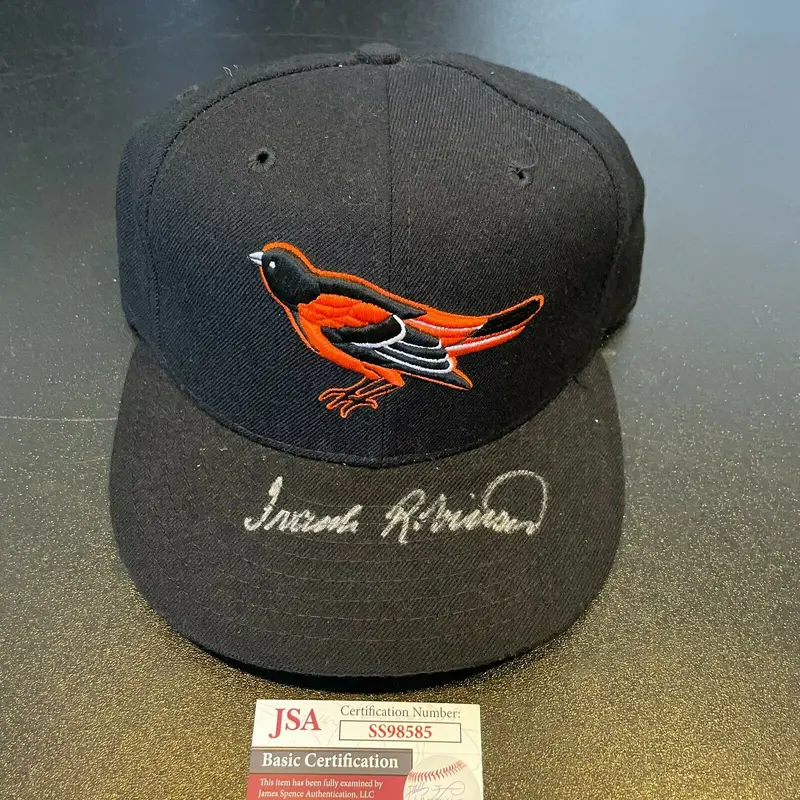 Frank Robinson
JSA
Certification Number:
SS98585
Basic Certification
This item has been fully examined by
James Spence Authentication, LLC